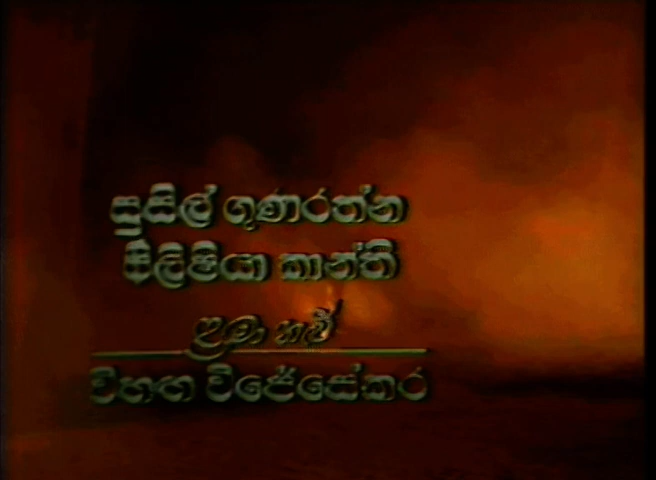 සුසිල් ගුණරත්න
ෂීලිෂියා කාන්ති
ළමා නළු
විහඟ විජේසේකර